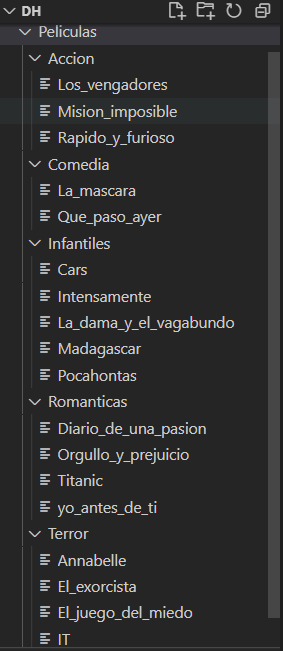 DH
Peliculas
Accion
Los_vengadores
Mision_imposible
Rapido_y_furioso
Comedia
La_mascara
Que_paso_ayer
Infantiles
Cars
Intensamente
La_dama_y_el_vagabundo
Madagascar
Pocahontas
Romanticas
Diario_de_una_pasion
Orgullo_y_prejuicio
Titanic
yo_antes_de_ti
Terror
Annabelle
El_exorcista
El_juego_del_miedo
IT